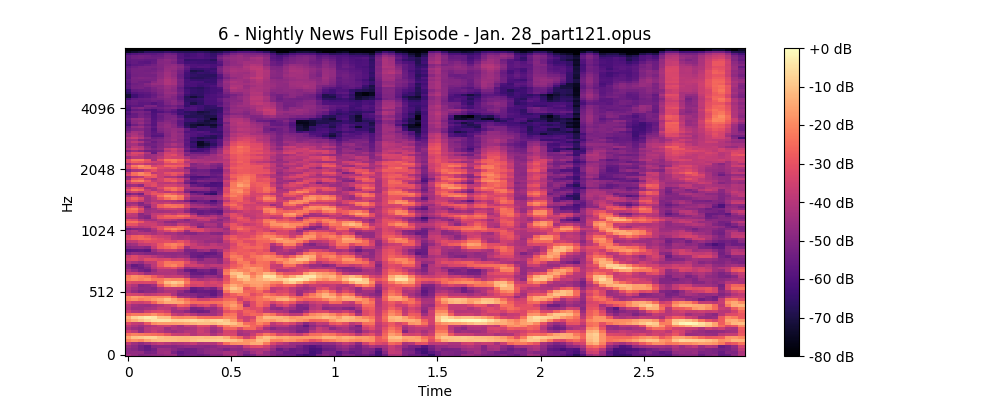 6 - Nightly News Full Episode - Jan. 28_part121.opus
Hz
4096
2048
1024
512
0
0
0.5
1
1.5
2
2.5
Time
+0 dB
-10 dB
-20 dB
-30 dB
-40 dB
-50 dB
-60 dB
-70 dB
-80 dB